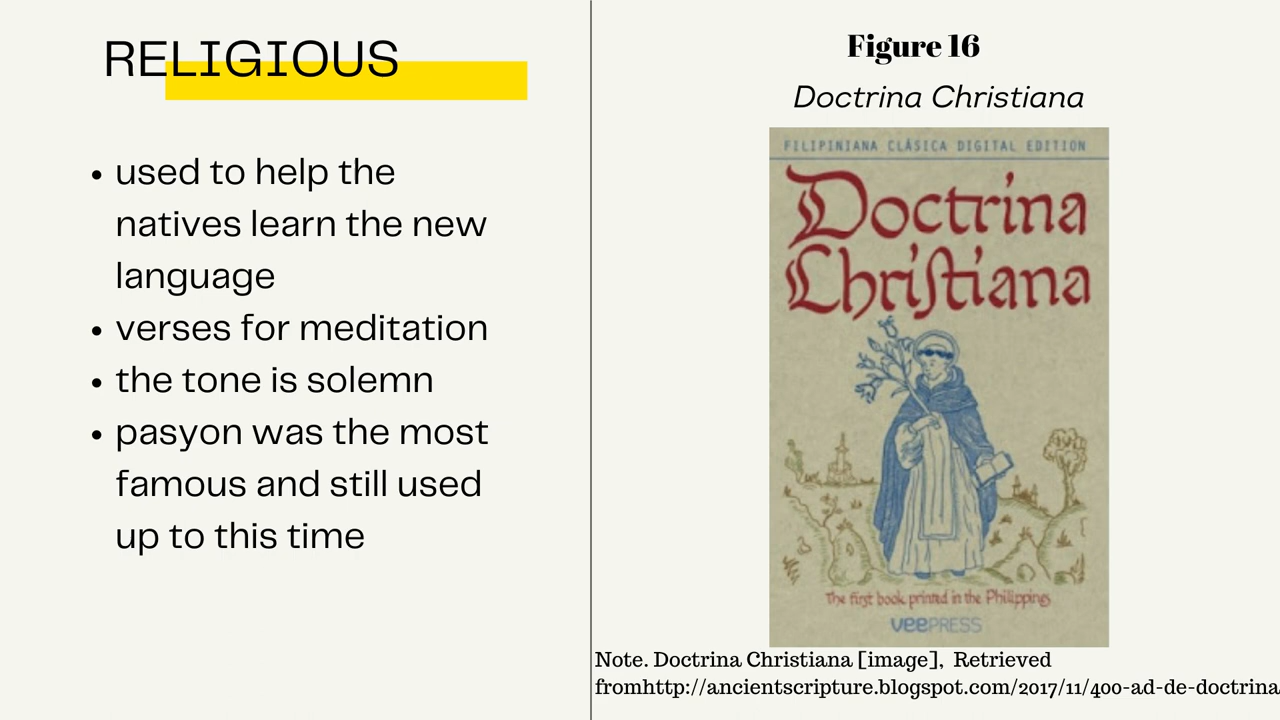 RELIGIOUS
• used to help the
natives learn the new
language
• verses for meditation
• the tone is solemn
• pasyon was the most
famous and still used
up to this time
Figure 16
Doctrina Christiana
FILIPINIANA CLÁSICA DIGITAL EDITION
Doctrina
Christiana
The first book printed in the Philippines
veePRESS
Note. Doctrina Christiana [image], Retrieved
fromhttp://ancientscripture.blogspot.com/2017/11/400-ad-de-doctrina